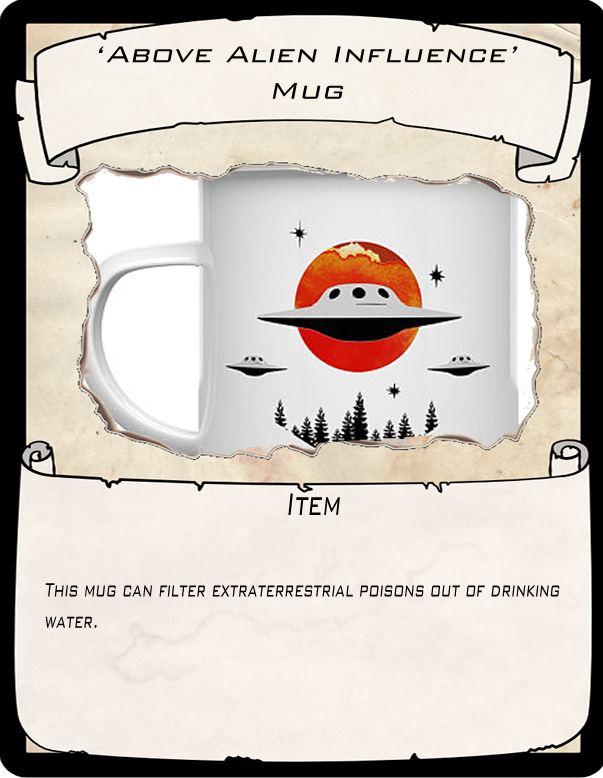 ‘Above Alien Influence’
Mug
Item
This mug can filter extraterrestrial poisons out of drinking
water.